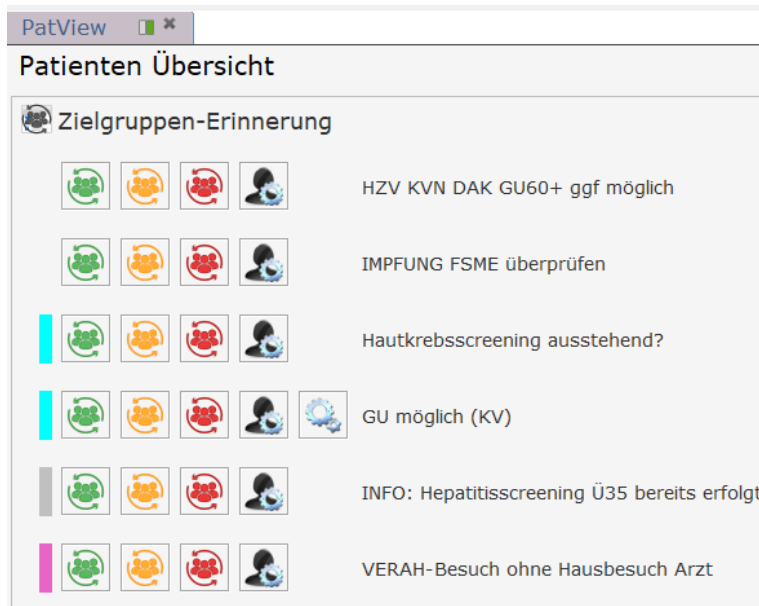 PatView
Patienten Übersicht
Zielgruppen-Erinnerung
HZV KVN DAK GU60+ ggf möglich
IMPFUNG FSME überprüfen
Hautkrebsscreening ausstehend?
GU möglich (KV)
INFO: Hepatitisscreening Ü35 bereits erfolgt
VERAH-Besuch ohne Hausbesuch Arzt